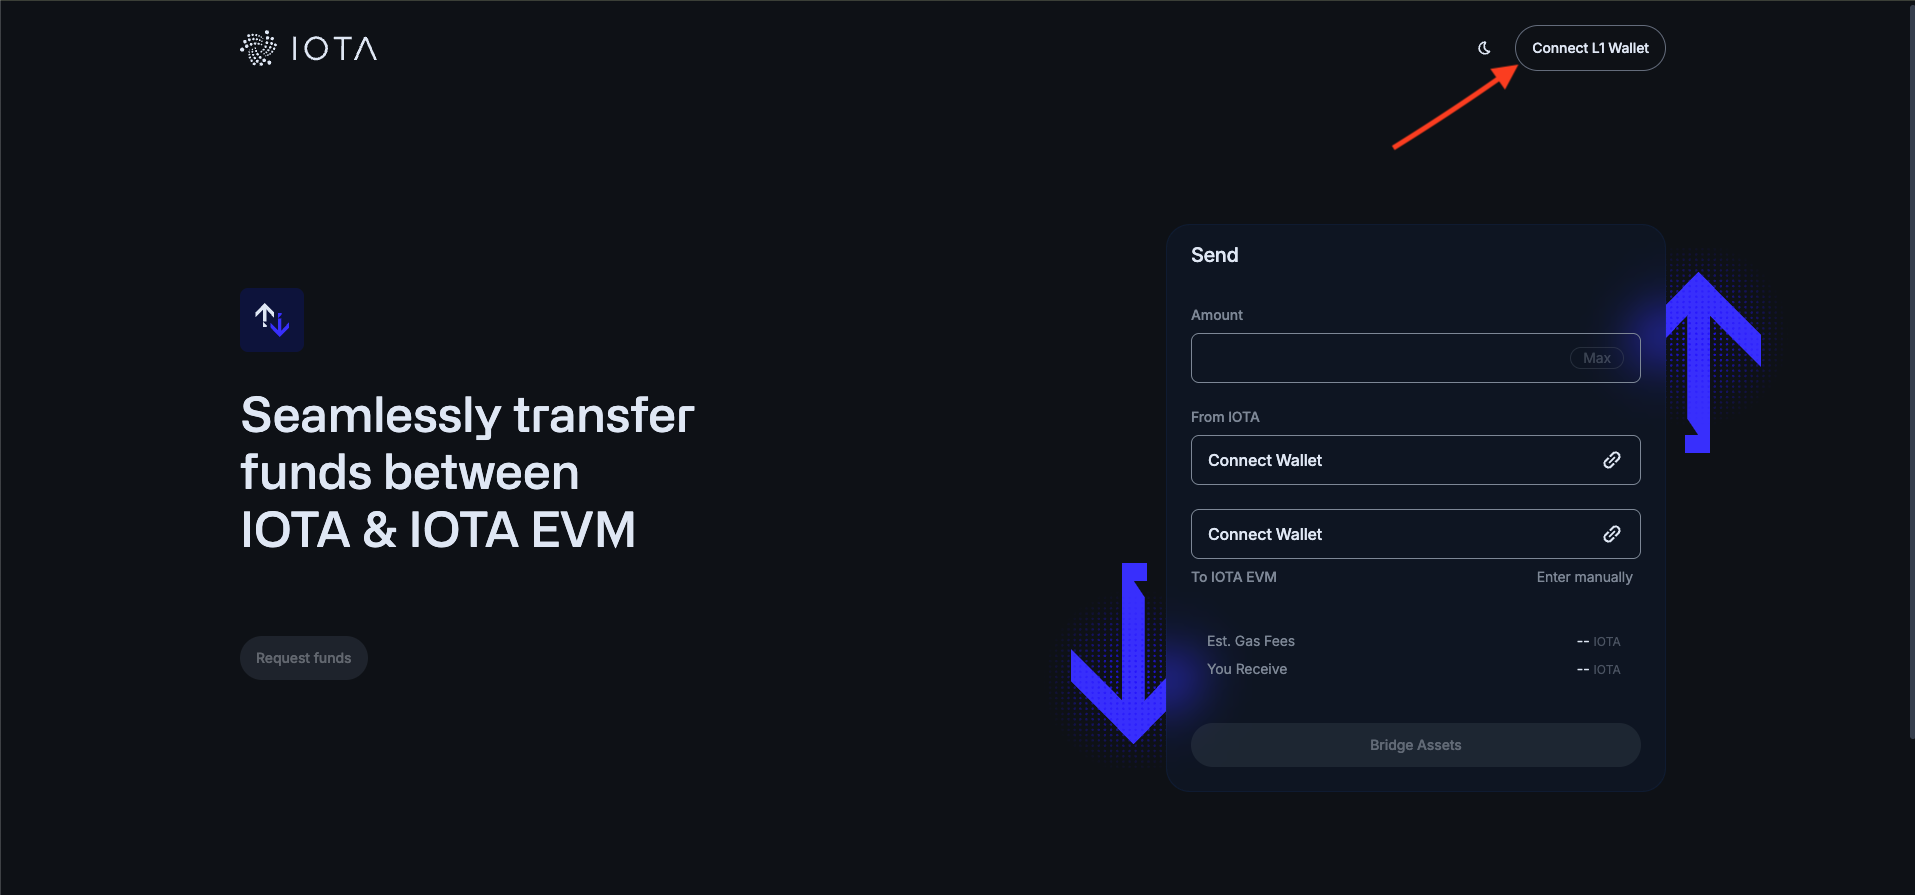 IOTA
Connect L1 Wallet
Seamlessly transfer
funds between
IOTA & IOTA EVM
Request funds
Send
Amount
Max
From IOTA
Connect Wallet
Connect Wallet
To IOTA EVM Enter manually
Est. Gas Fees -- IOTA
You Receive -- IOTA
Bridge Assets